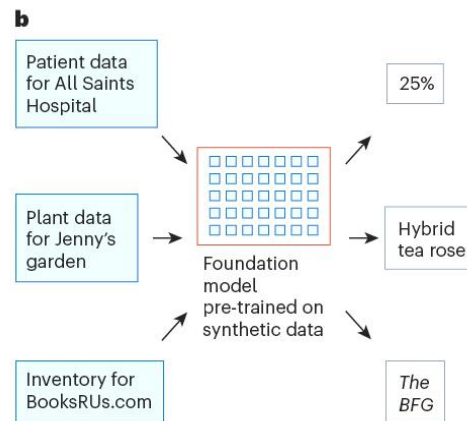 b
Patient data
for All Saints
Hospital
25%
Plant data
for Jenny's
garden
Foundation
model
pre-trained on
synthetic data
Hybrid
tea rose
Inventory for
BooksRUs.com
The
BFG